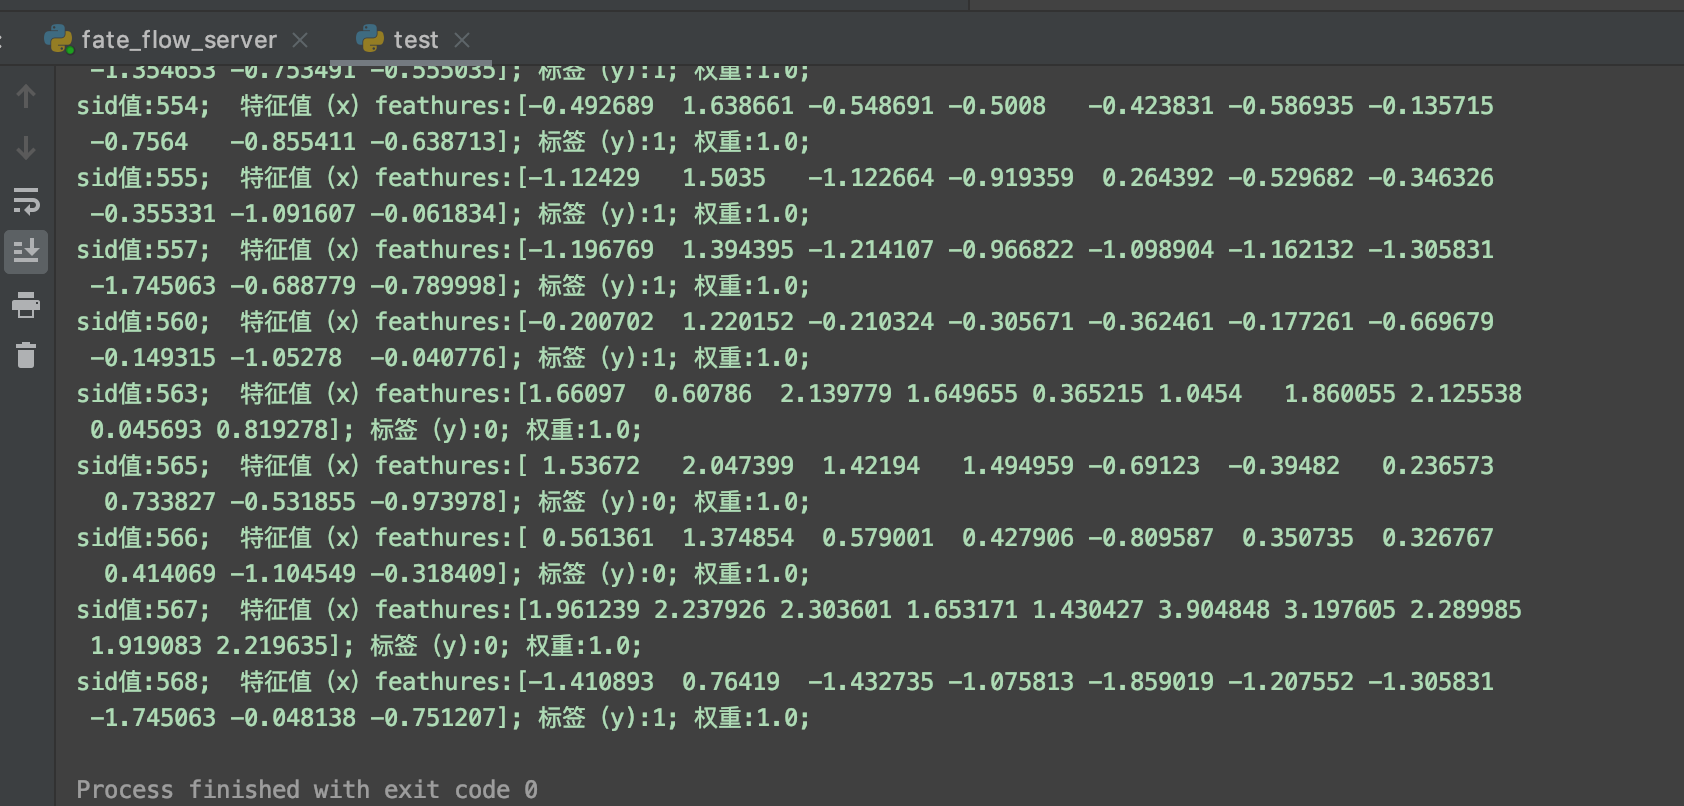 :
fate_flow_server
test
-1.354653 -0.753491 -0.555035]; 标签（y):1; 权重:1.0;
sid值:554;  特征值（x）feathures:[-0.492689  1.638661 -0.548691 -0.5008   -0.423831 -0.586935 -0.135715
-0.7564   -0.855411 -0.638713]; 标签（y):1; 权重:1.0;
sid值:555;  特征值（x）feathures:[-1.12429   1.5035   -1.122664 -0.919359  0.264392 -0.529682 -0.346326
-0.355331 -1.091607 -0.061834]; 标签（y):1; 权重:1.0;
sid值:557;  特征值（x）feathures:[-1.196769  1.394395 -1.214107 -0.966822 -1.098904 -1.162132 -1.305831
-1.745063 -0.688779 -0.789998]; 标签（y):1; 权重:1.0;
sid值:560;  特征值（x）feathures:[-0.200702  1.220152 -0.210324 -0.305671 -0.362461 -0.177261 -0.669679
-0.149315 -1.05278  -0.040776]; 标签（y):1; 权重:1.0;
sid值:563;  特征值（x）feathures:[1.66097  0.60786  2.139779 1.649655 0.365215 1.0454   1.860055 2.125538
0.045693 0.819278]; 标签（y):0; 权重:1.0;
sid值:565;  特征值（x）feathures:[ 1.53672   2.047399  1.42194   1.494959 -0.69123  -0.39482   0.236573
0.733827 -0.531855 -0.973978]; 标签（y):0; 权重:1.0;
sid值:566;  特征值（x）feathures:[ 0.561361  1.374854  0.579001  0.427906 -0.809587  0.350735  0.326767
0.414069 -1.104549 -0.318409]; 标签（y):0; 权重:1.0;
sid值:567;  特征值（x）feathures:[1.961239 2.237926 2.303601 1.653171 1.430427 3.904848 3.197605 2.289985
1.919083 2.219635]; 标签（y):0; 权重:1.0;
sid值:568;  特征值（x）feathures:[-1.410893  0.76419  -1.432735 -1.075813 -1.859019 -1.207552 -1.305831
-1.745063 -0.048138 -0.751207]; 标签（y):1; 权重:1.0;
Process finished with exit code 0